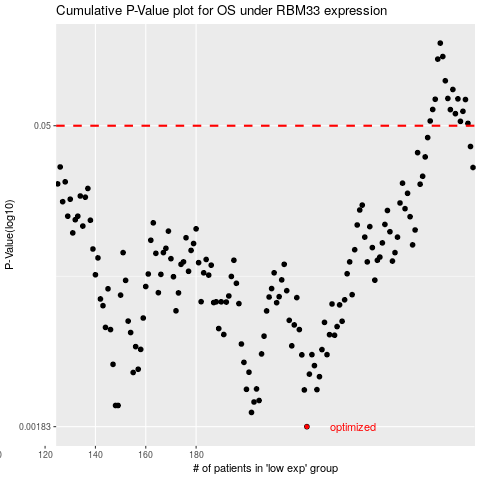 Cumulative P-Value plot for OS under RBM33 expression
0.05
P-Value(log10)
0.00183
optimized
0 120 140 160 180
# of patients in 'low exp' group